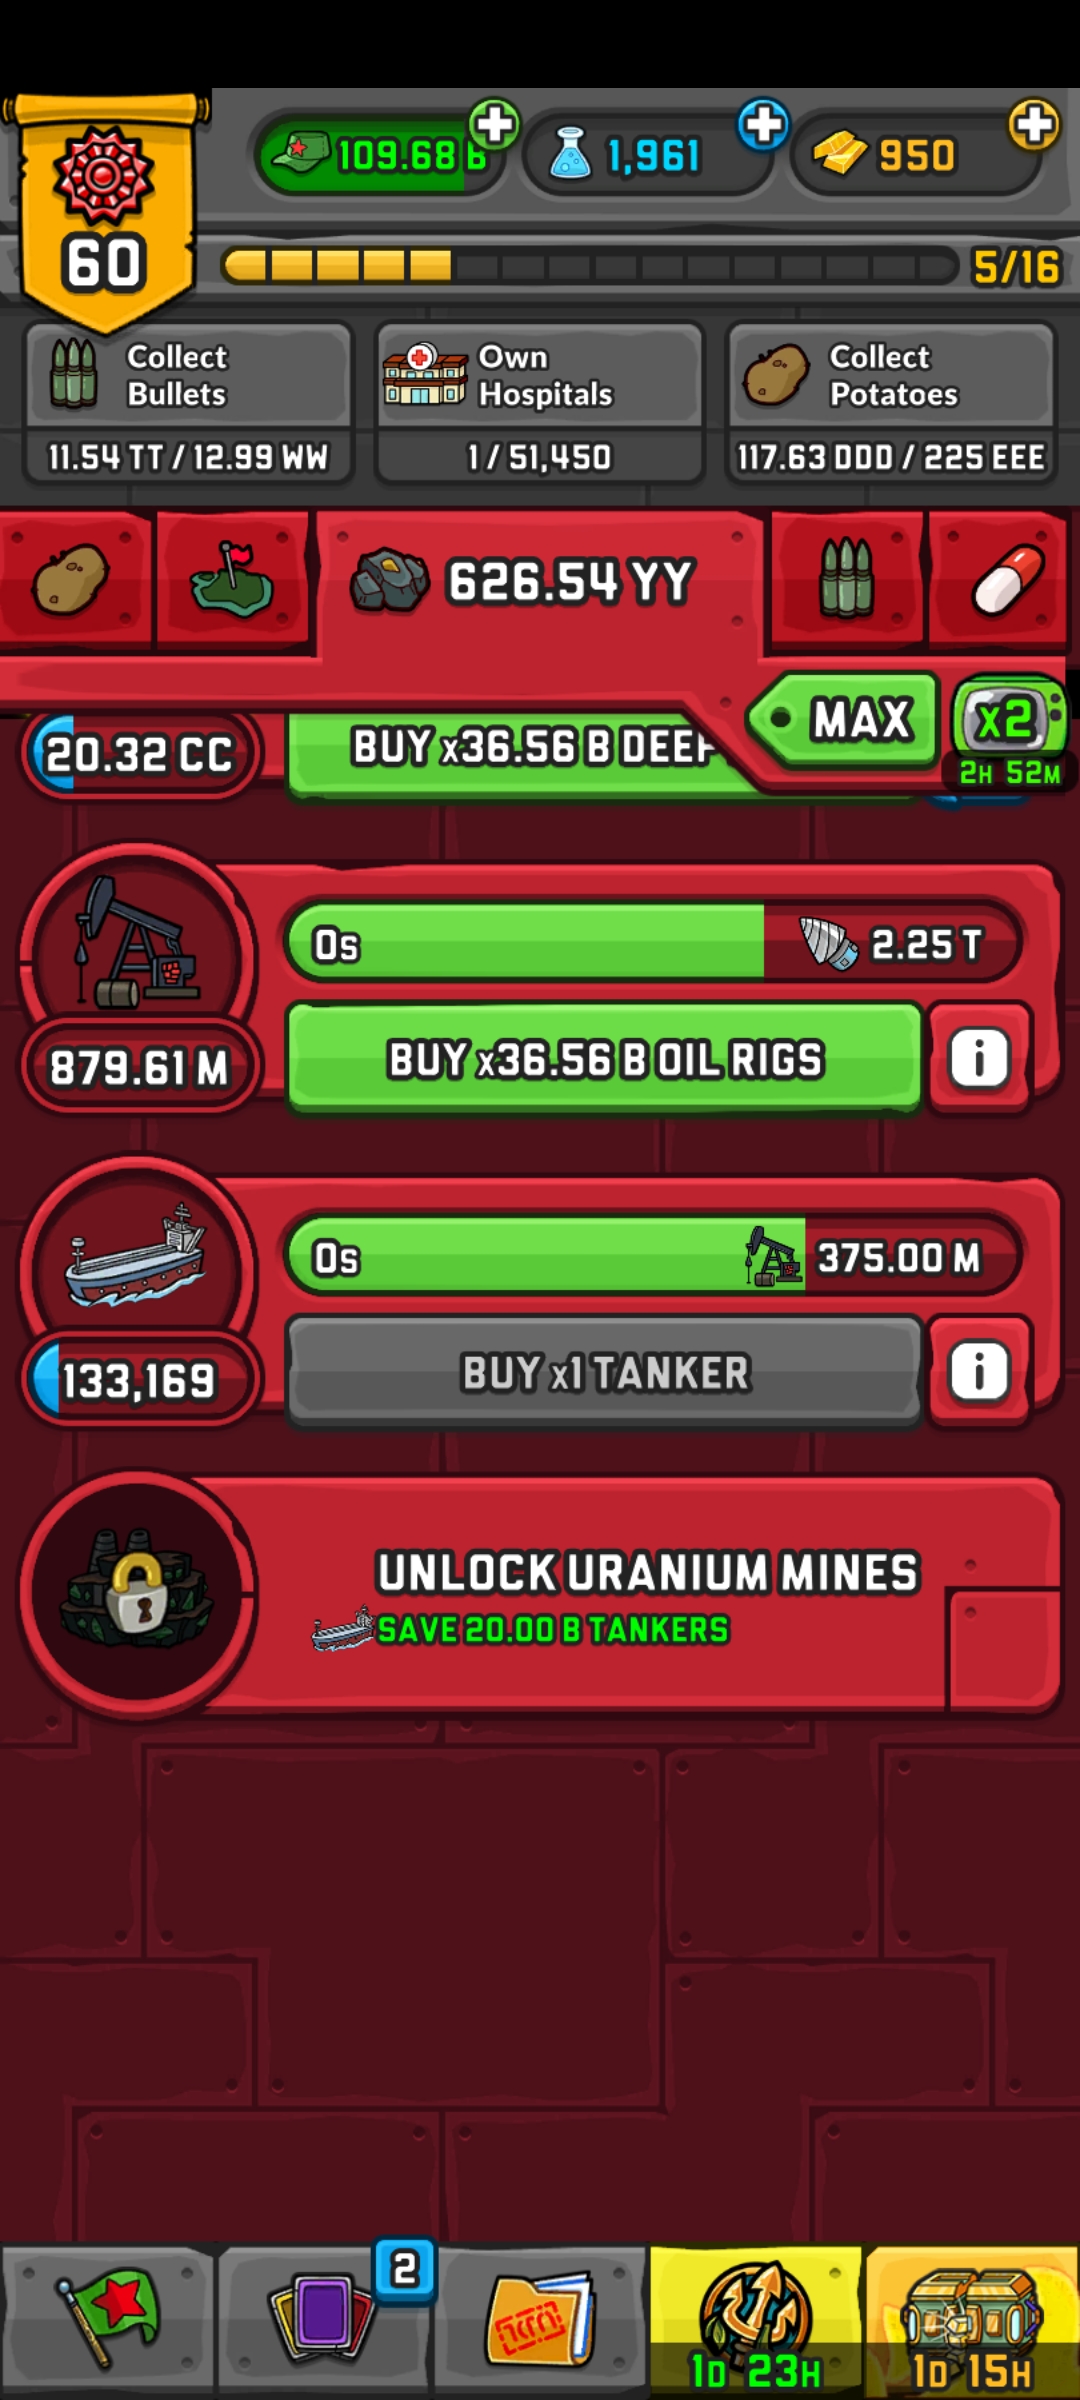 109.68 B
1,961
950
60
5/16
Collect
Bullets
11.54 TT / 12.99 WW
Own
Hospitals
1 / 51,450
Collect
Potatoes
117.63 DDD / 225 EEE
626.54 YY
MAX
x2
2H 52M
20.32 CC
BUY x36.56 B DEEP
0s
2.25 T
879.61 M
BUY x36.56 B OIL RIGS
i
0s
375.00 M
133,169
BUY x1 TANKER
i
UNLOCK URANIUM MINES
SAVE 20.00 B TANKERS
2
1D 23H
1D 15H